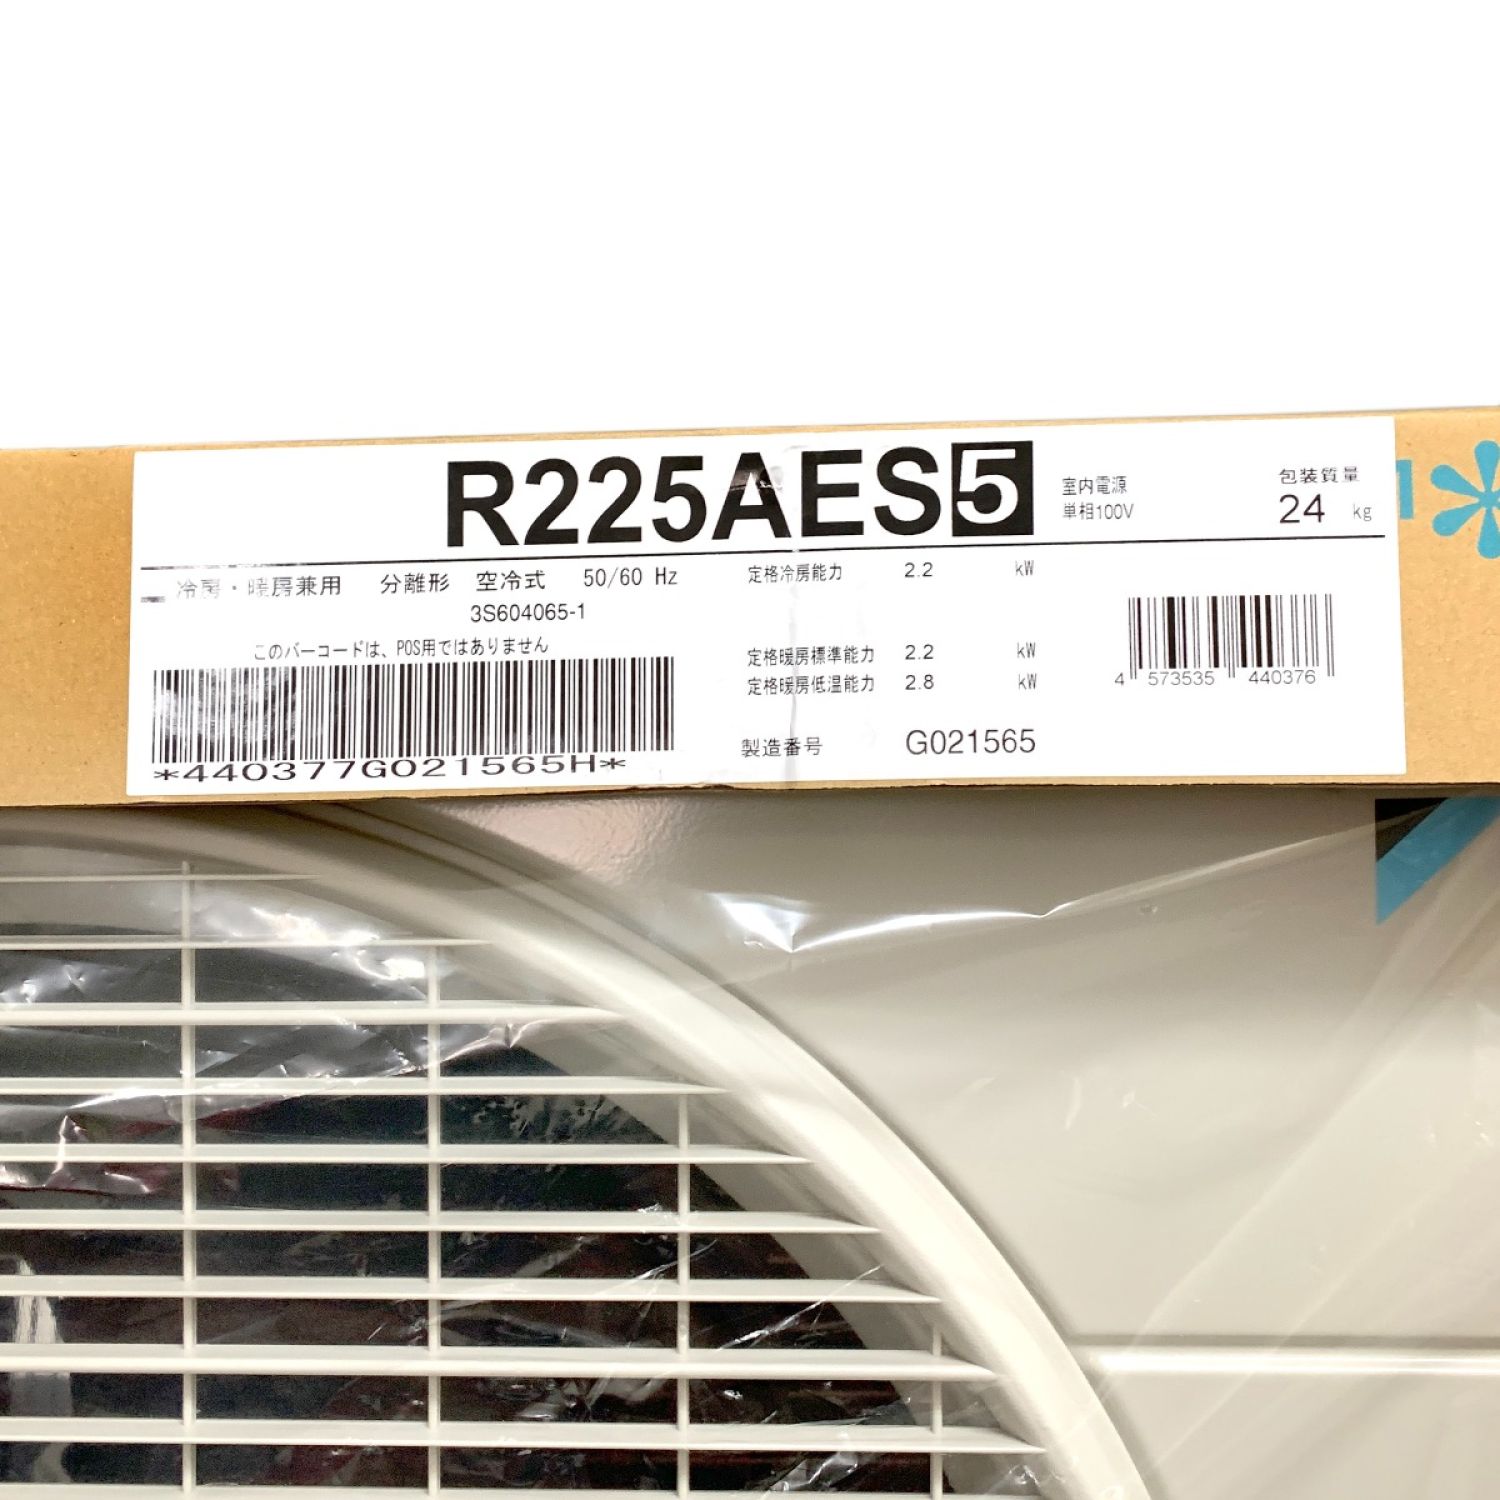 R225AES5
室内電源
単相100V
包装質量
24 kg
冷房・暖房兼用 分離形 空冷式 50/60 Hz
3S604065-1
このバーコードは、POS用ではありません
*440377G021565H*
定格冷房能力 2.2 kW
定格暖房標準能力 2.2 kW
定格暖房低温能力 2.8 kW
製造番号 G021565
4 573535 440376